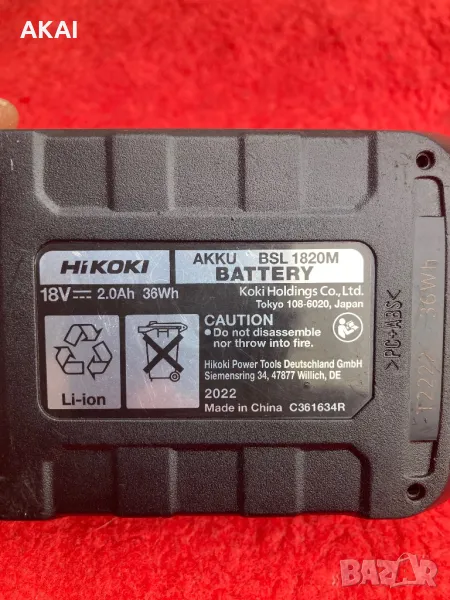 AKAI
HiKOKI
AKKU BSL 1820M
BATTERY
18V⎓ 2.0Ah 36Wh
Koki Holdings Co., Ltd.
Tokyo 108-6020, Japan
CAUTION
● Do not disassemble
nor throw into fire.
Hikoki Power Tools Deutschland GmbH
Siemensring 34, 47877 Willich, DE
Li-ion
2022
Made in China C361634R
>PC+ABS<
36Wh
BAZAR.bg